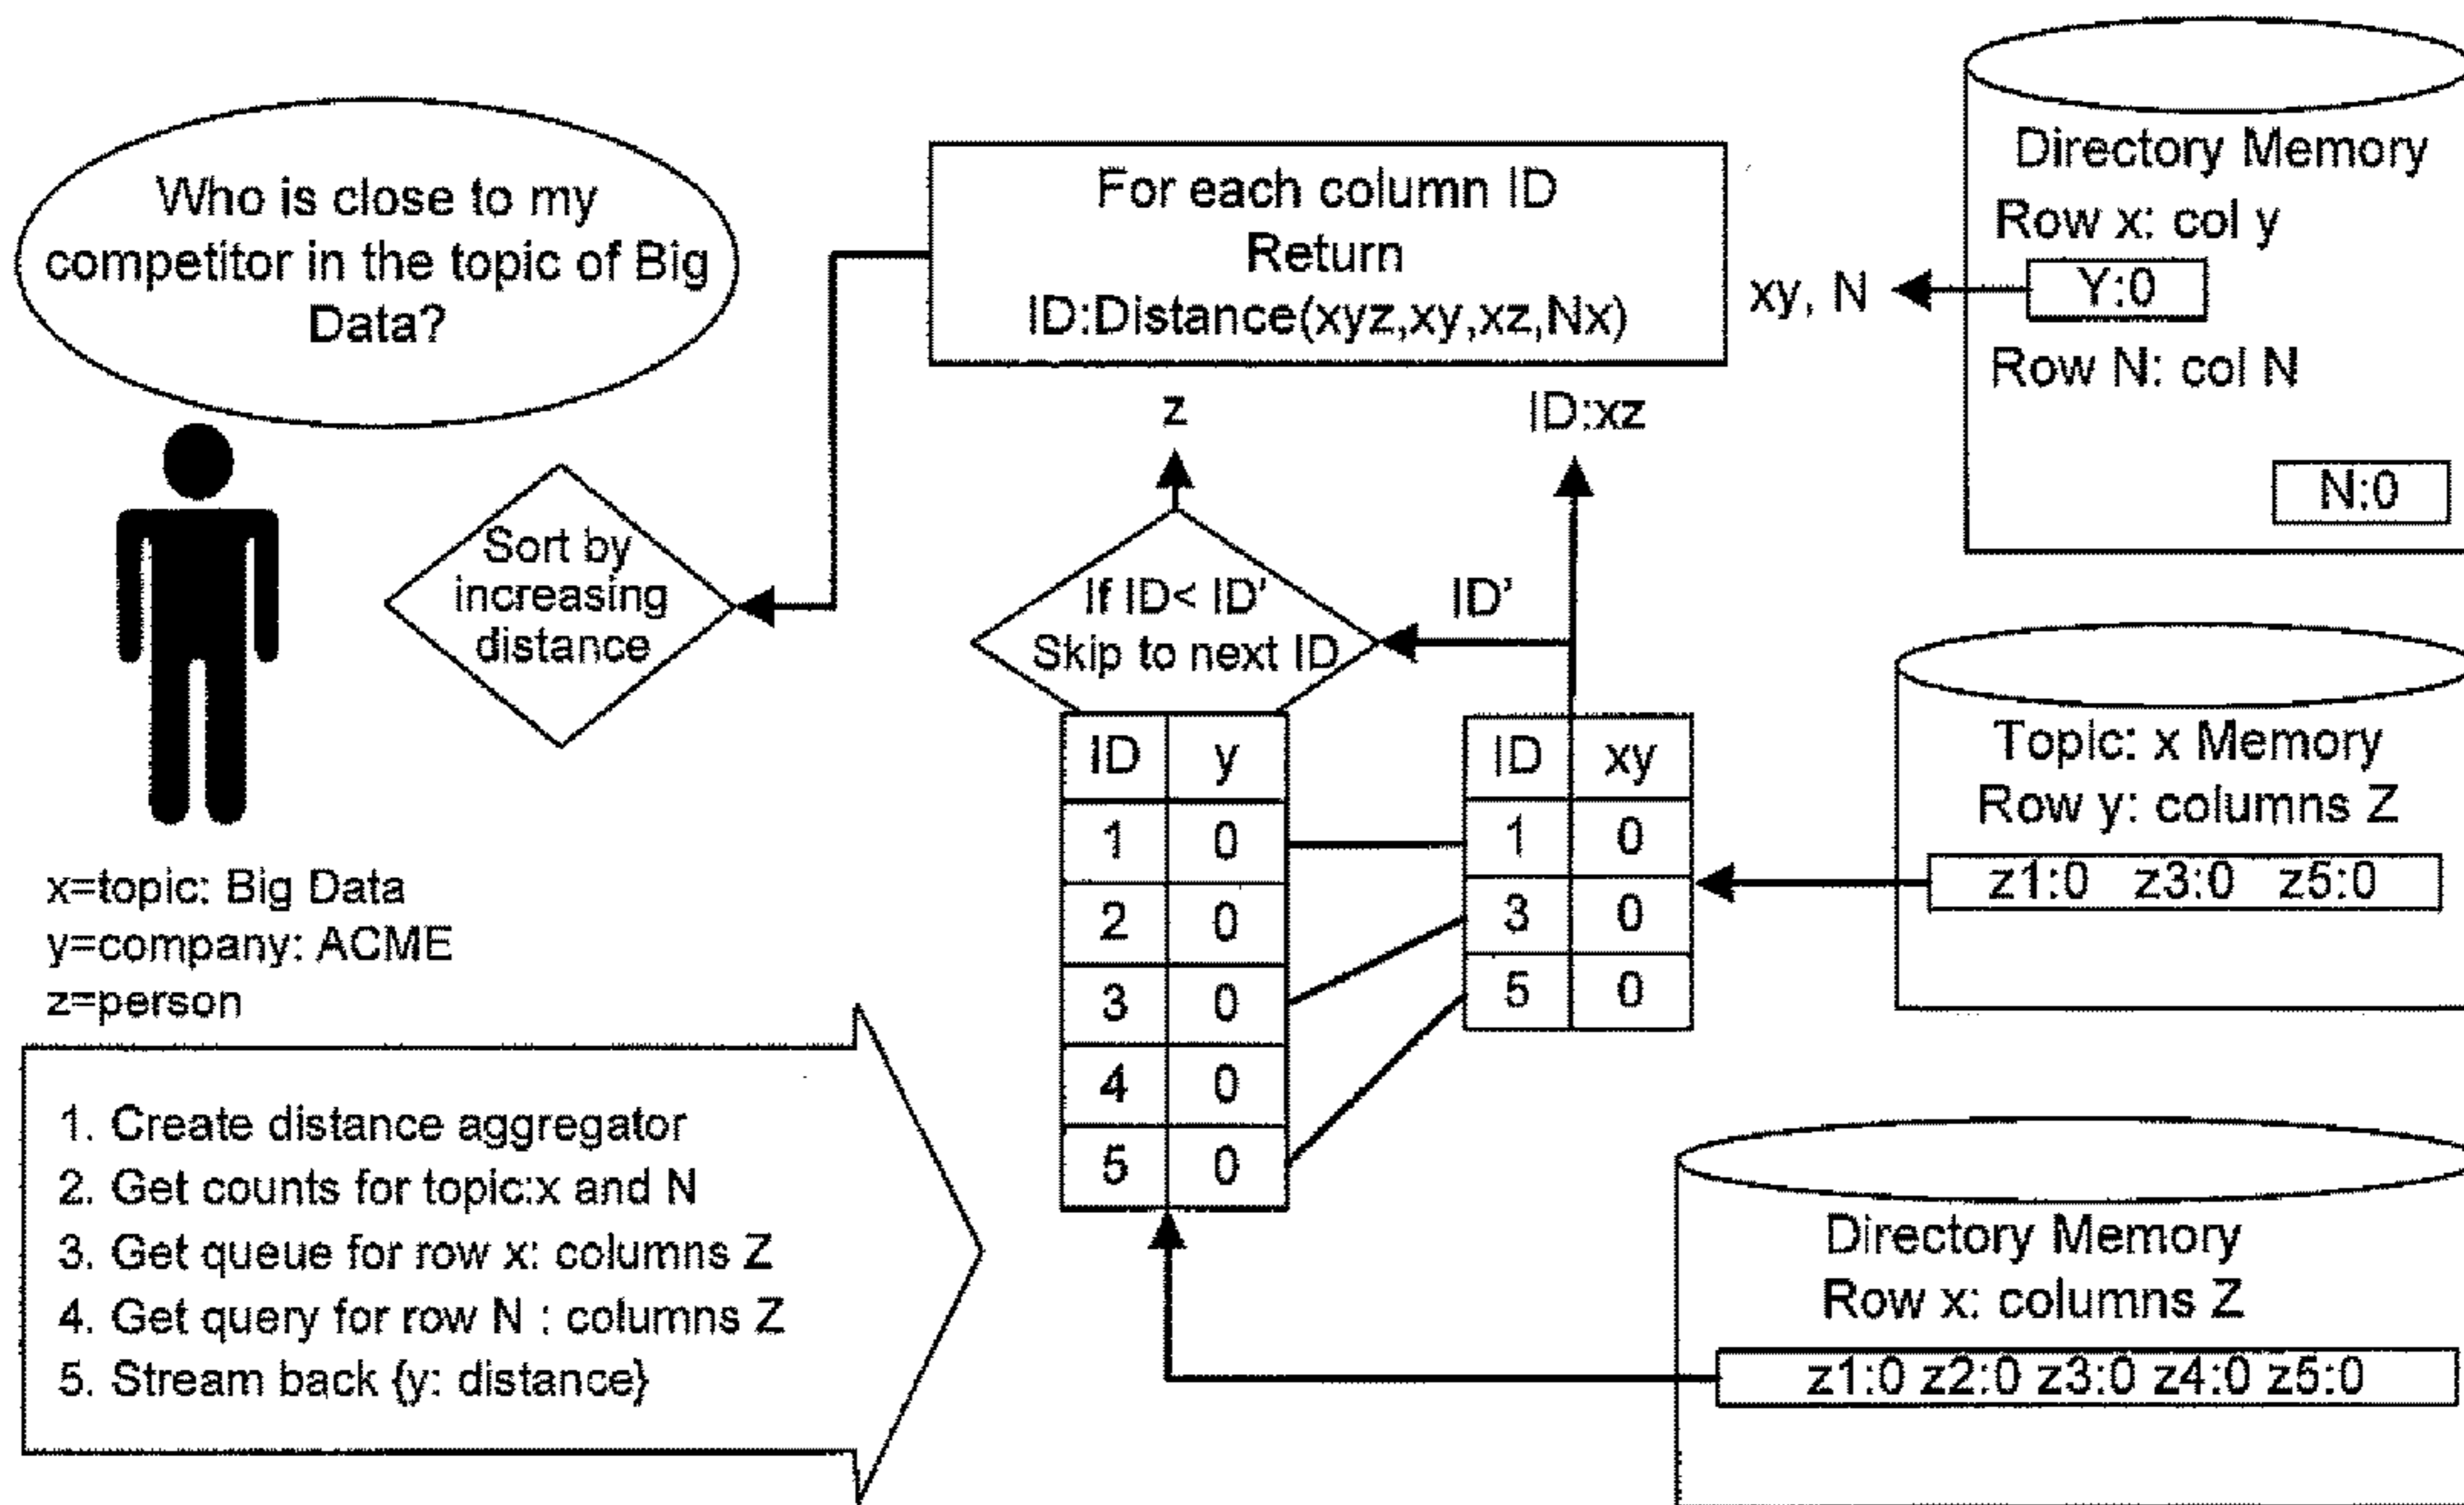 Who is close to my
competitor in the topic of Big
Data?
For each column ID
Return
ID:Distance(xyz,xy,xz,Nx)
Directory Memory
Row x: col y
Y:0
xy, N
Row N: col N
N:0
z
ID:xz
Sort by
increasing
distance
If ID< ID'
Skip to next ID
ID'
ID y
1 0
2 0
3 0
4 0
5 0
ID xy
1 0
3 0
5 0
Topic: x Memory
Row y: columns Z
z1:0 z3:0 z5:0
x=topic: Big Data
y=company: ACME
z=person
1. Create distance aggregator
2. Get counts for topic:x and N
3. Get queue for row x: columns Z
4. Get query for row N : columns Z
5. Stream back {y: distance}
Directory Memory
Row x: columns Z
z1:0 z2:0 z3:0 z4:0 z5:0